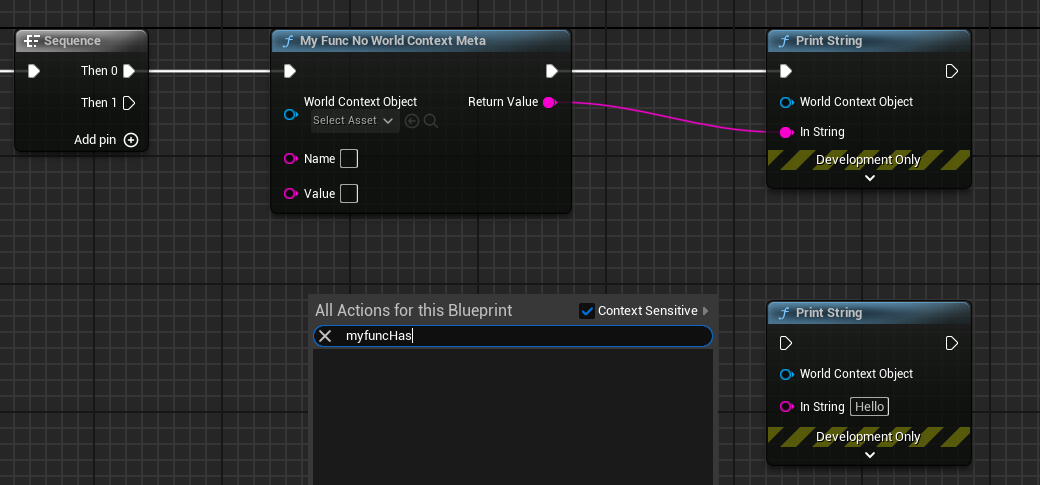 Sequence
Then 0
Then 1
Add pin
My Func No World Context Meta
World Context Object
Return Value
Select Asset
Name
Value
Print String
World Context Object
In String
Development Only
All Actions for this Blueprint
Context Sensitive
myfuncHas
Print String
World Context Object
In String Hello
Development Only